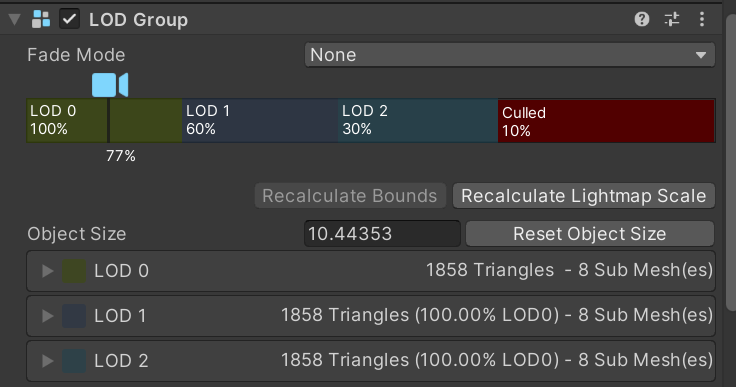 LOD Group
Fade Mode
None
LOD 0
100%
LOD 1
60%
LOD 2
30%
Culled
10%
77%
Recalculate Bounds
Recalculate Lightmap Scale
Object Size
10.44353
Reset Object Size
LOD 0
1858 Triangles - 8 Sub Mesh(es)
LOD 1
1858 Triangles (100.00% LOD0) - 8 Sub Mesh(es)
LOD 2
1858 Triangles (100.00% LOD0) - 8 Sub Mesh(es)